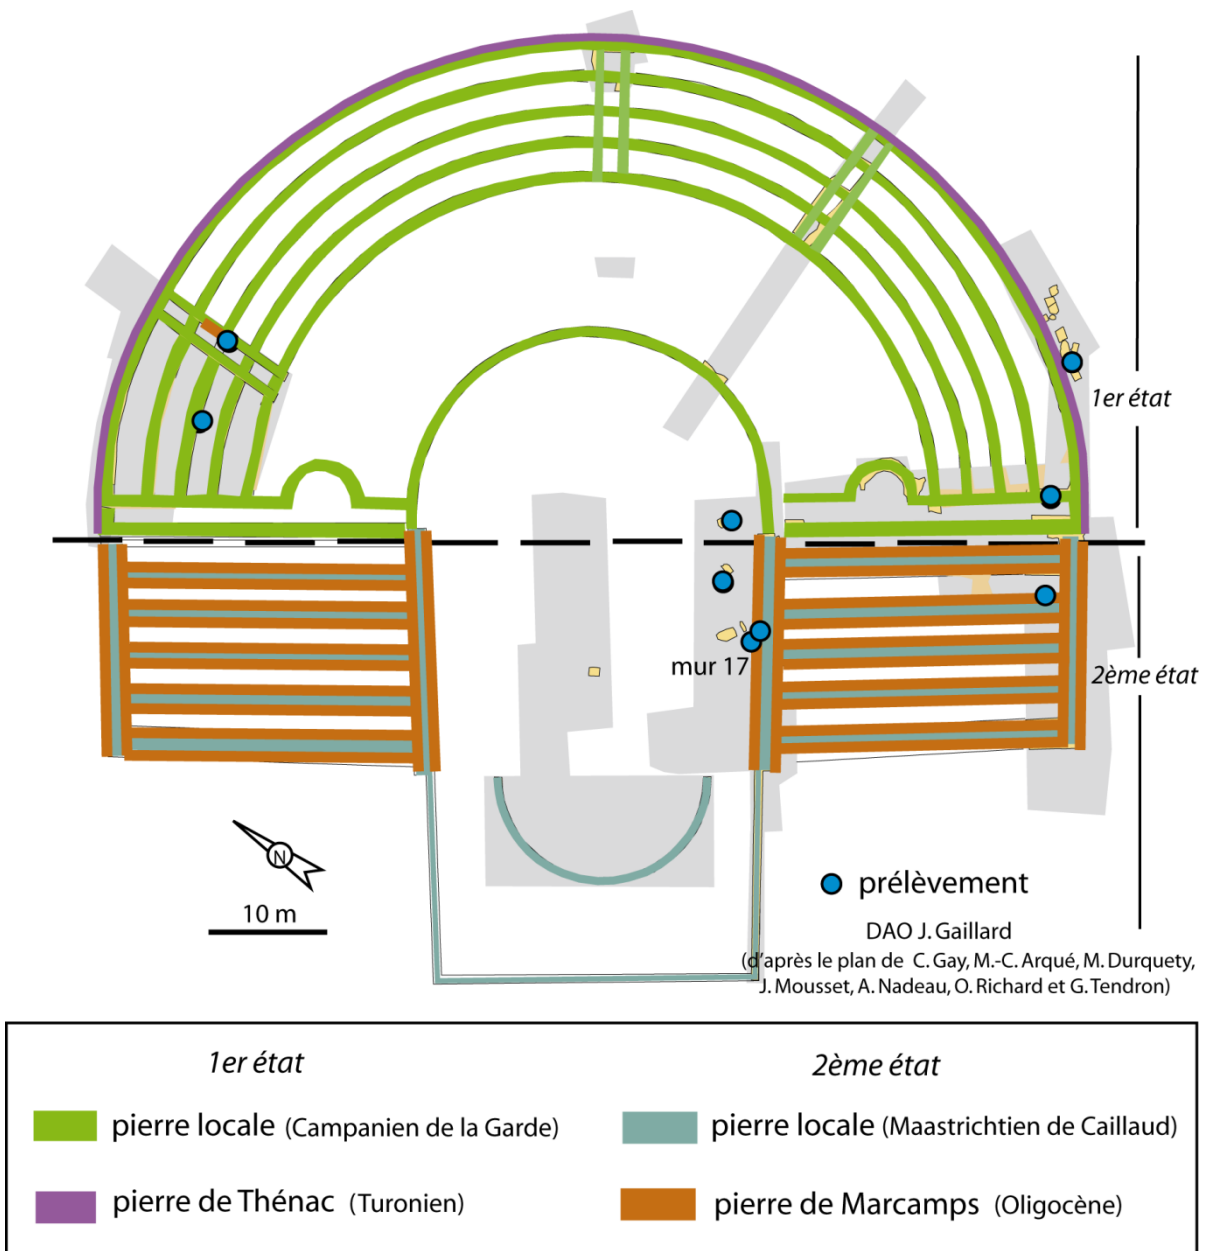 1er état
mur 17
2ème état
N
10 m
prélèvement
DAO J. Gaillard
(d'après le plan de C. Gay, M.-C. Arqué, M. Durquety,
J. Mousset, A. Nadeau, O. Richard et G. Tendron)
1er état
pierre locale (Campanien de la Garde)
pierre de Thénac (Turonien)
2ème état
pierre locale (Maastrichtien de Caillaud)
pierre de Marcamps (Oligocène)